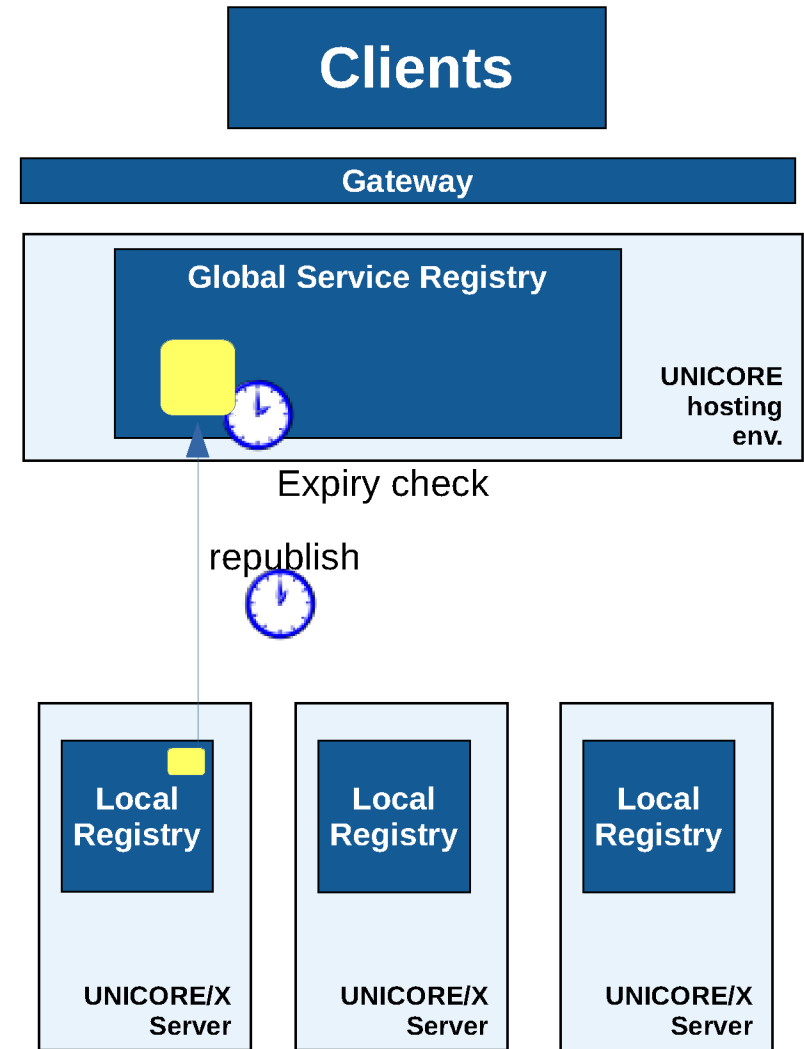 Clients
Gateway
Global Service Registry
UNICORE
hosting
env.
Expiry check
republish
Local
Registry
UNICORE/X
Server
Local
Registry
UNICORE/X
Server
Local
Registry
UNICORE/X
Server